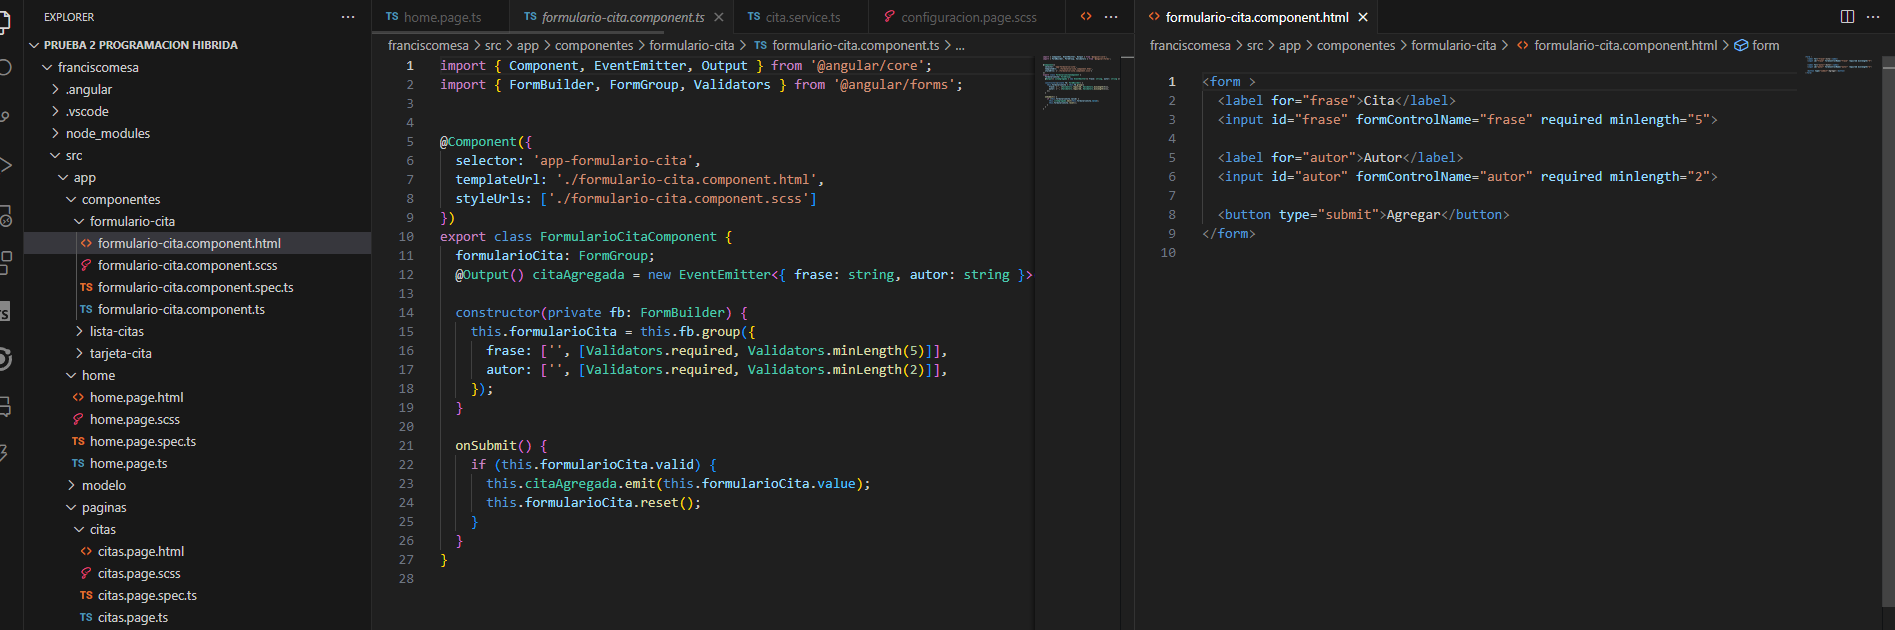 EXPLORER
PRUEBA 2 PROGRAMACION HIBRIDA
franciscomesa
.angular
.vscode
node_modules
src
app
componentes
formulario-cita
formulario-cita.component.html
formulario-cita.component.scss
TS formulario-cita.component.spec.ts
TS formulario-cita.component.ts
lista-citas
tarjeta-cita
home
home.page.html
home.page.scss
TS home.page.spec.ts
TS home.page.ts
modelo
paginas
citas
citas.page.html
citas.page.scss
TS citas.page.spec.ts
TS citas.page.ts
TS home.page.ts
TS formulario-cita.component.ts
TS cita.service.ts
configuracion.page.scss
franciscomesa > src > app > componentes > formulario-cita > TS formulario-cita.component.ts > ...
1 import { Component, EventEmitter, Output } from '@angular/core';
2 import { FormBuilder, FormGroup, Validators } from '@angular/forms';
3
4
5 @Component({
6 selector: 'app-formulario-cita',
7 templateUrl: './formulario-cita.component.html',
8 styleUrls: ['./formulario-cita.component.scss']
9 })
10 export class FormularioCitaComponent {
11 formularioCita: FormGroup;
12 @Output() citaAgregada = new EventEmitter<{ frase: string, autor: string }>
13
14 constructor(private fb: FormBuilder) {
15 this.formularioCita = this.fb.group({
16 frase: ['', [Validators.required, Validators.minLength(5)]],
17 autor: ['', [Validators.required, Validators.minLength(2)]],
18 });
19 }
20
21 onSubmit() {
22 if (this.formularioCita.valid) {
23 this.citaAgregada.emit(this.formularioCita.value);
24 this.formularioCita.reset();
25 }
26 }
27 }
28
formulario-cita.component.html
franciscomesa > src > app > componentes > formulario-cita > formulario-cita.component.html > form
1 <form >
2 <label for="frase">Cita</label>
3 <input id="frase" formControlName="frase" required minlength="5">
4
5 <label for="autor">Autor</label>
6 <input id="autor" formControlName="autor" required minlength="2">
7
8 <button type="submit">Agregar</button>
9 </form>
10